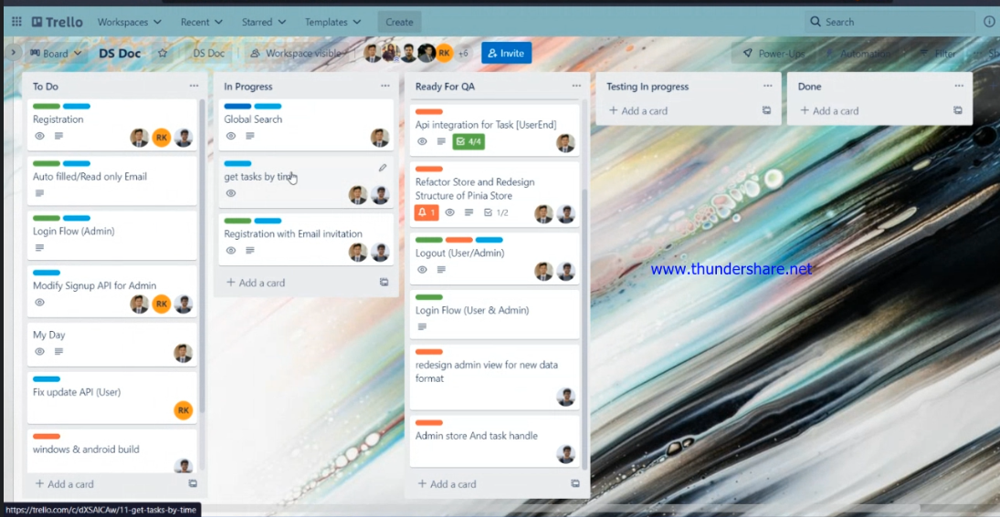 Trello
Workspaces
Recent
Starred
Templates
Create
Search
Board
DS Doc
DS Doc
Workspace visible
RK
+6
Invite
Power-Ups
Automation
Filter
Sh
To Do
Registration
RK
Auto filled/Read only Email
Login Flow (Admin)
Modify Signup API for Admin
RK
My Day
Fix update API (User)
RK
windows & android build
+ Add a card
In Progress
Global Search
get tasks by time
Registration with Email invitation
+ Add a card
Ready For QA
Api integration for Task [UserEnd]
4/4
Refactor Store and Redesign
Structure of Pinia Store
1
1/2
Logout (User/Admin)
Login Flow (User & Admin)
redesign admin view for new data
format
Admin store And task handle
+ Add a card
Testing In progress
+ Add a card
Done
+ Add a card
www.thundershare.net
https://trello.com/c/dXSAlCAw/11-get-tasks-by-time